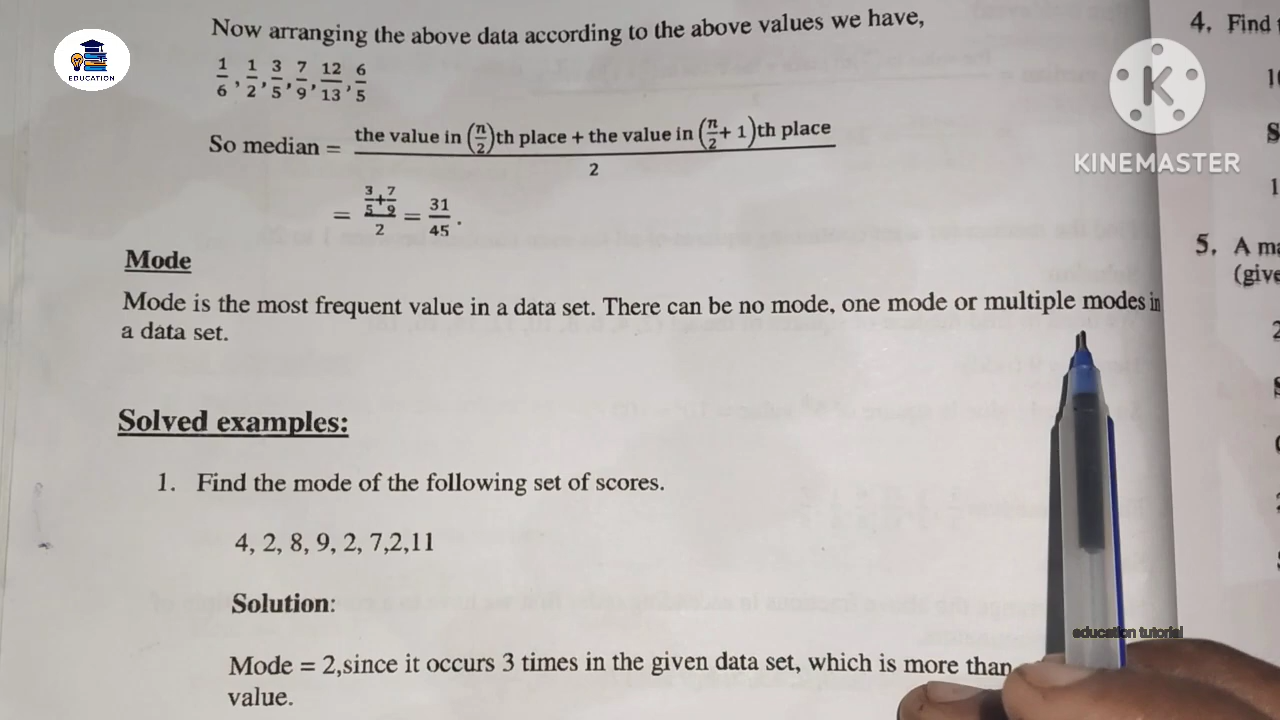 Now arranging the above data according to the above values we have,
1/6, 1/2, 3/5, 7/9, 12/13, 6/5
So median = the value in (n/2)th place + the value in (n/2 + 1)th place / 2
= 3/5+7/9 / 2 = 31/45.
Mode
Mode is the most frequent value in a data set. There can be no mode, one mode or multiple modes in
a data set.
Solved examples:
1. Find the mode of the following set of scores.
4, 2, 8, 9, 2, 7,2,11
Solution:
Mode = 2,since it occurs 3 times in the given data set, which is more than
value.
4. Find
5. A
(give
EDUCATION
K
KINEMASTER
education tutorial